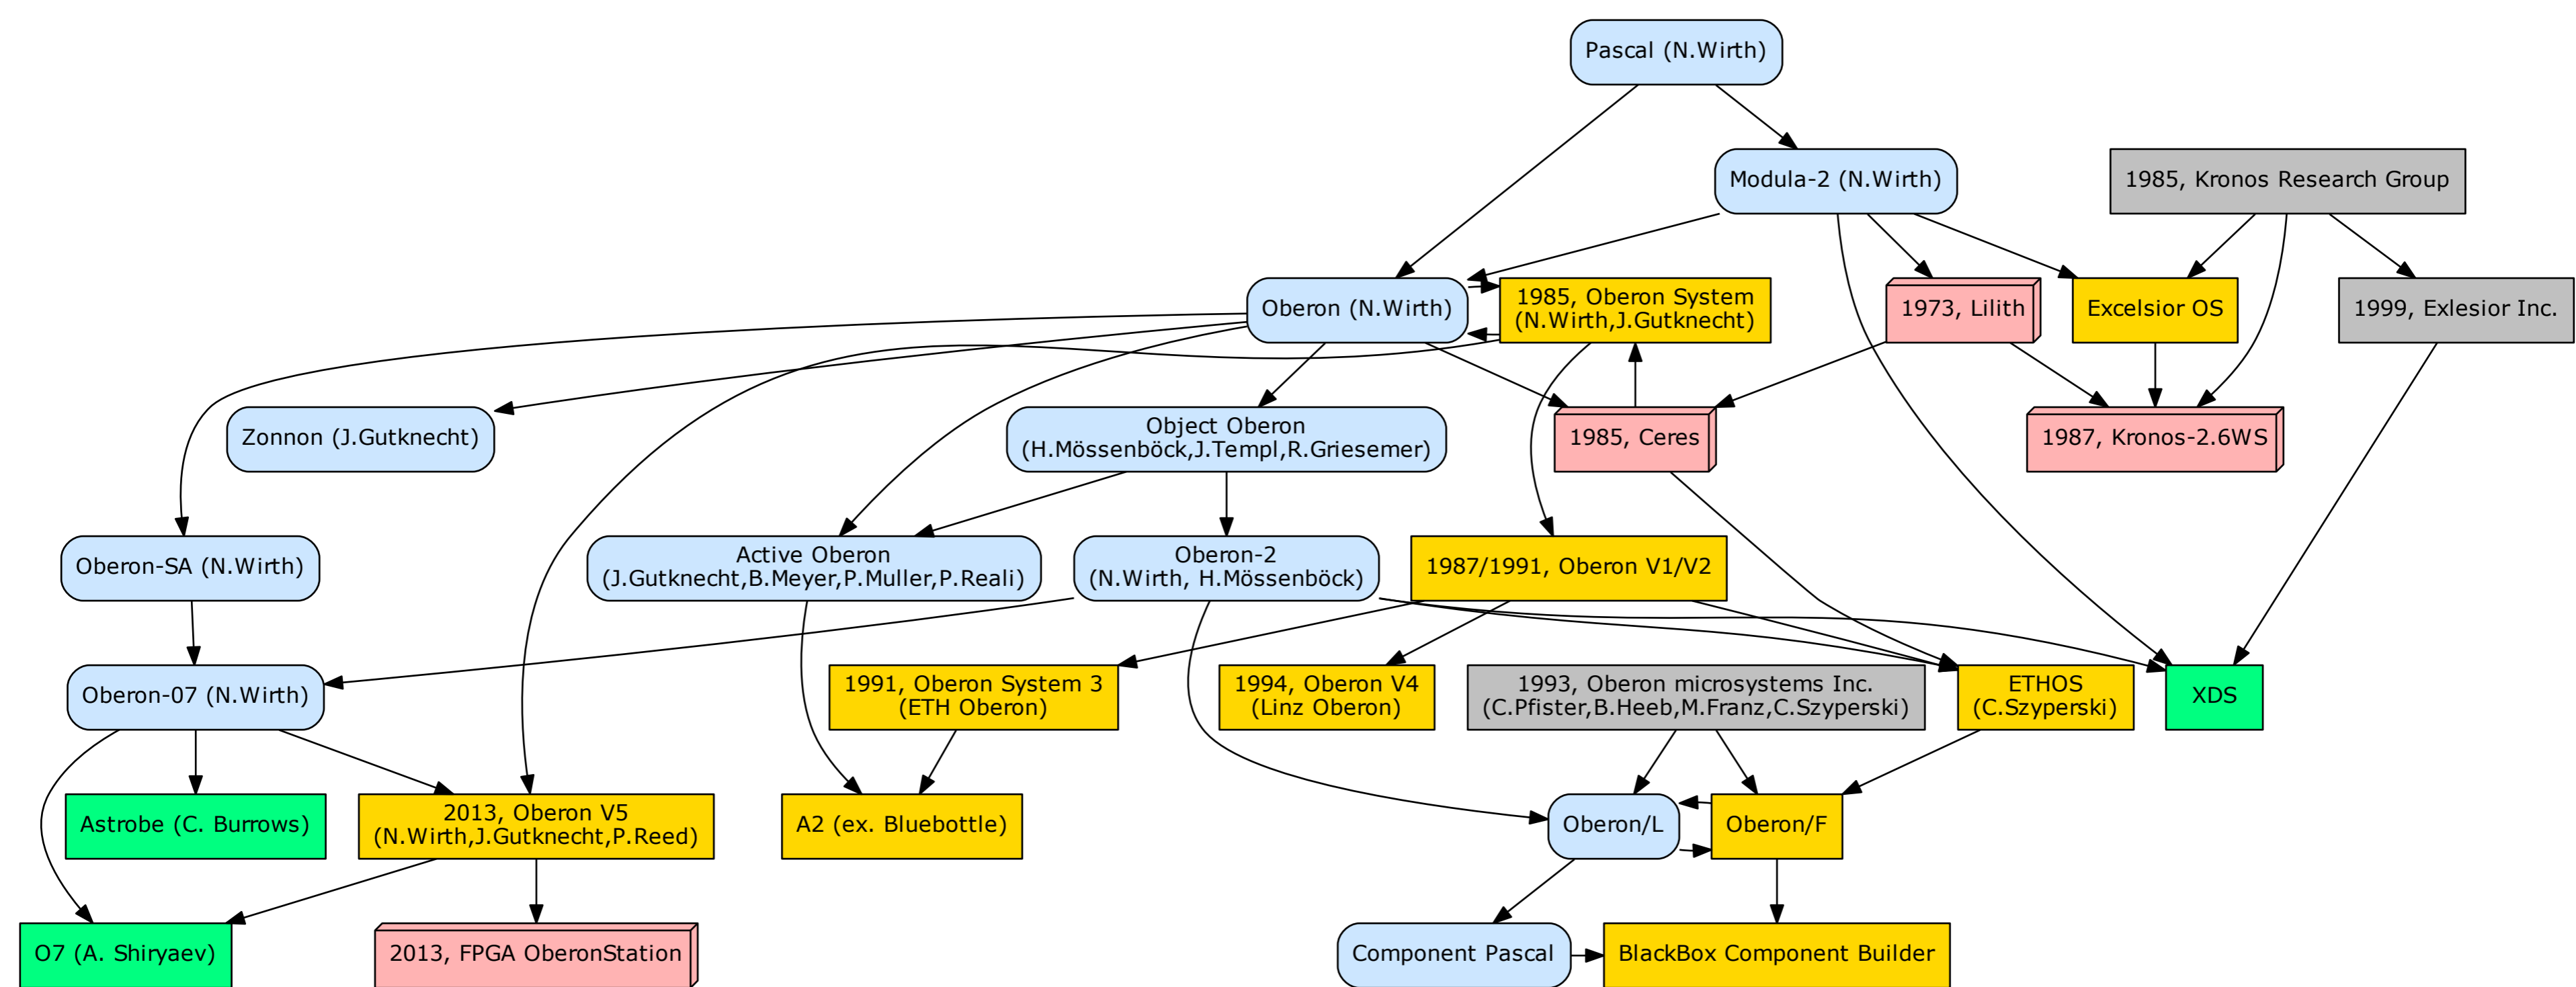 Pascal (N.Wirth)
Modula-2 (N.Wirth)
1985, Kronos Research Group
Oberon (N.Wirth)
1985, Oberon System
(N.Wirth,J.Gutknecht)
1973, Lilith
Excelsior OS
1999, Exlesior Inc.
Zonnon (J.Gutknecht)
Object Oberon
(H.Mössenböck,J.Templ,R.Griesemer)
1985, Ceres
1987, Kronos-2.6WS
Oberon-SA (N.Wirth)
Active Oberon
(J.Gutknecht,B.Meyer,P.Muller,P.Reali)
Oberon-2
(N.Wirth, H.Mössenböck)
1987/1991, Oberon V1/V2
Oberon-07 (N.Wirth)
1991, Oberon System 3
(ETH Oberon)
1994, Oberon V4
(Linz Oberon)
1993, Oberon microsystems Inc.
(C.Pfister,B.Heeb,M.Franz,C.Szyperski)
ETHOS
(C.Szyperski)
XDS
Astrobe (C. Burrows)
2013, Oberon V5
(N.Wirth,J.Gutknecht,P.Reed)
A2 (ex. Bluebottle)
Oberon/L
Oberon/F
O7 (A. Shiryaev)
2013, FPGA OberonStation
Component Pascal
BlackBox Component Builder